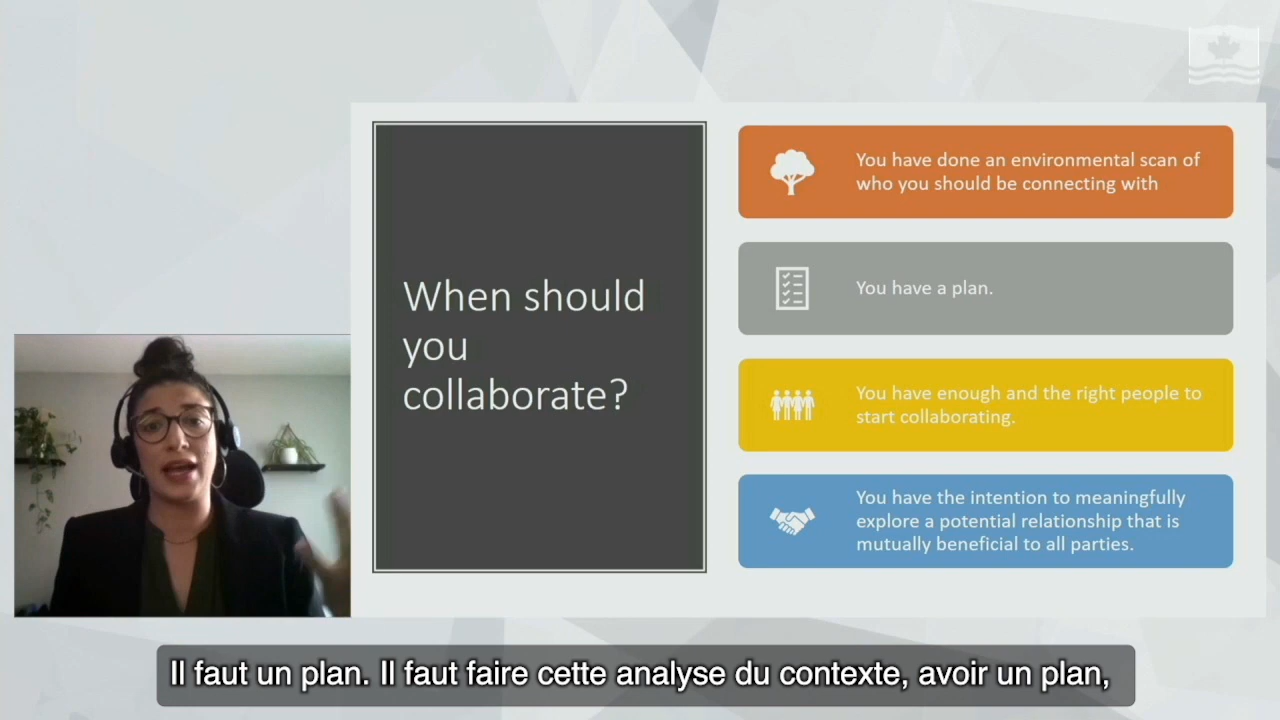 When should
you
collaborate?
You have done an environmental scan of
who you should be connecting with
You have a plan.
You have enough and the right people to
start collaborating.
You have the intention to meaningfully
explore a potential relationship that is
mutually beneficial to all parties.
Il faut un plan. Il faut faire cette analyse du contexte, avoir un plan,